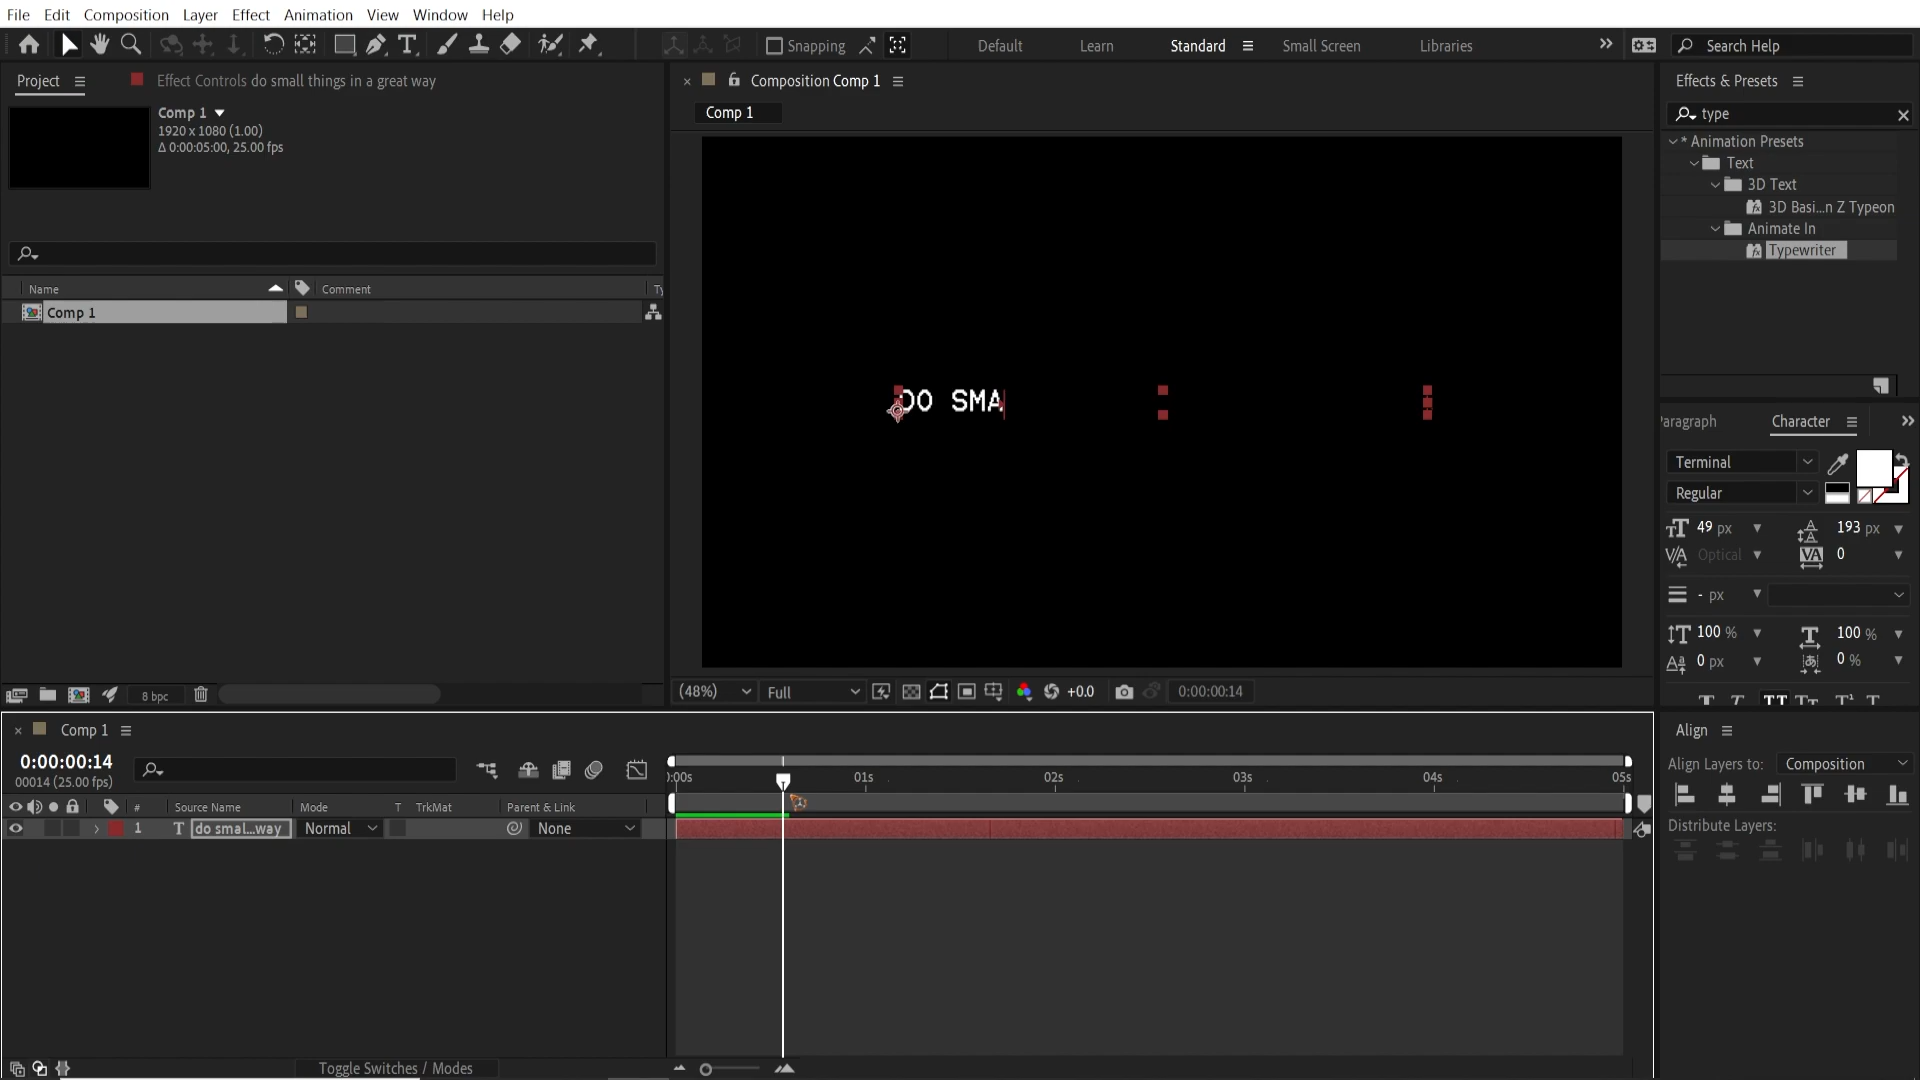 File Edit Composition Layer Effect Animation View Window Help
Snapping Default Learn Standard Small Screen Libraries Search Help
Project Effect Controls do small things in a great way
Comp 1
1920 x 1080 (1.00)
Δ 0:00:05:00, 25.00 fps
Name Comment Ty
Comp 1
8 bpc
Composition Comp 1
Comp 1
DO SMA
(48%) Full +0.0 0:00:00:14
Effects & Presets
type
* Animation Presets
Text
3D Text
3D Basi...n Z Typeon
Animate In
Typewriter
aragraph Character
Terminal
Regular
49 px 193 px
Optical 0
- px
100 % 100 %
0 px 0 %
Comp 1
0:00:00:14
00014 (25.00 fps)
# Source Name Mode T TrkMat Parent & Link
1 T do smal...way Normal None
):00s 01s 02s 03s 04s 05s
Toggle Switches / Modes
Align
Align Layers to: Composition
Distribute Layers: